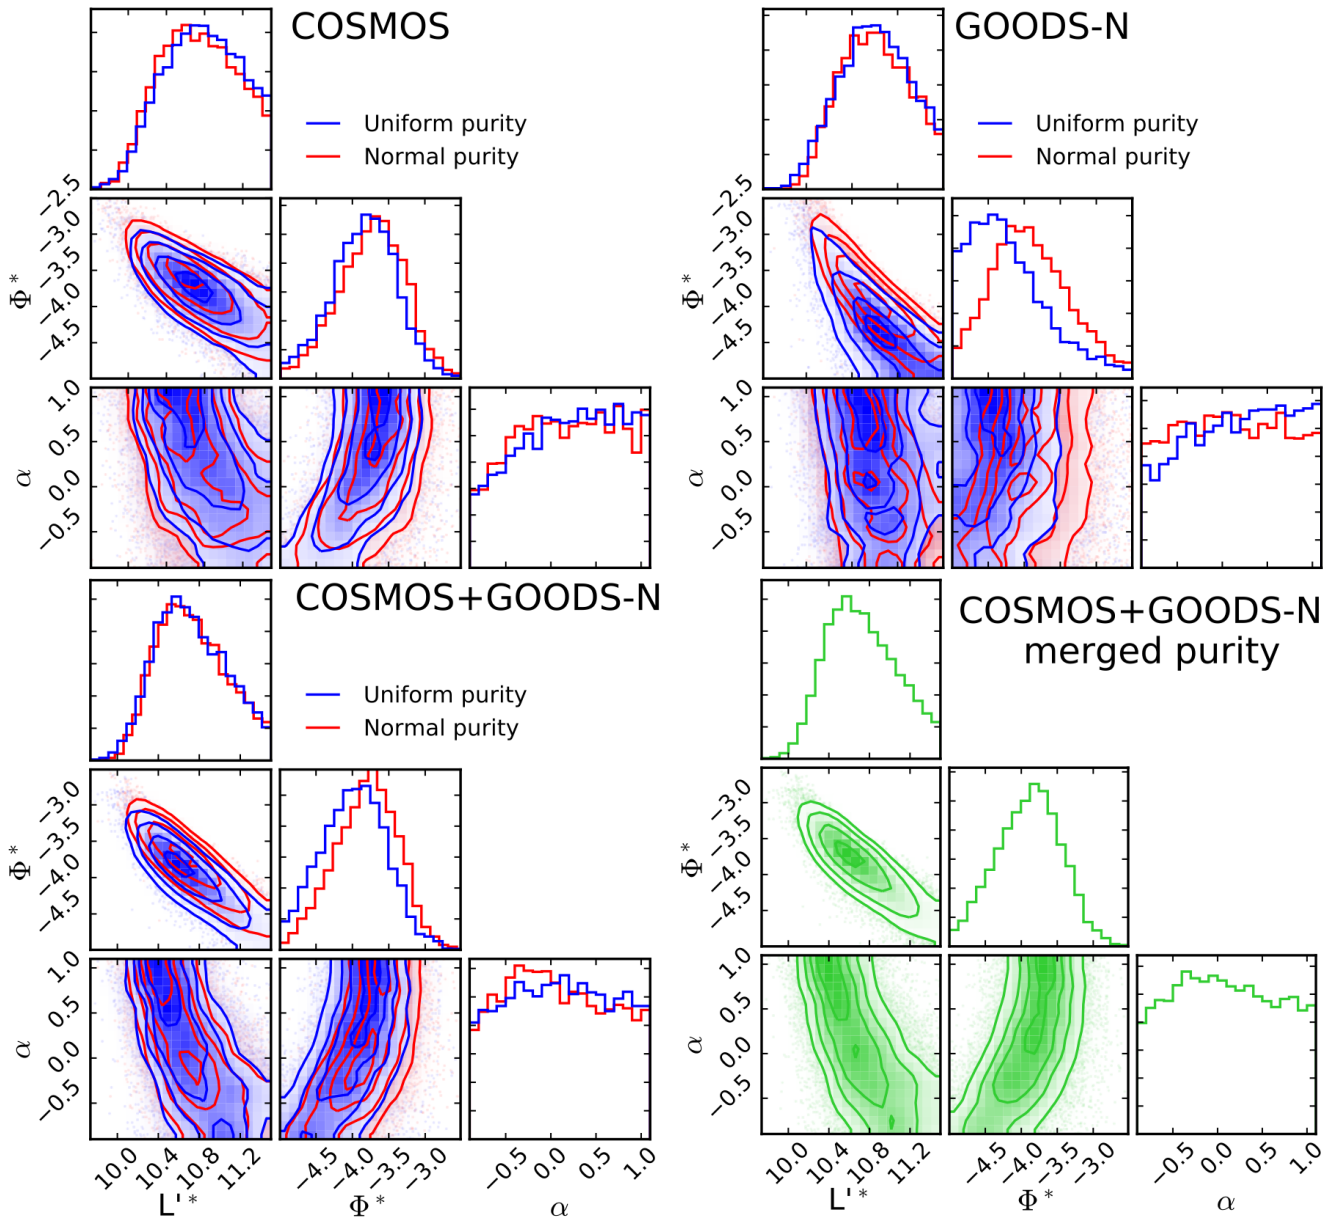 COSMOS
Uniform purity
Normal purity
−2.5
−3.0
−3.5
−4.0
−4.5
Φ*
1.0
0.5
0.0
−0.5
α
GOODS-N
Uniform purity
Normal purity
−2.5
−3.0
−3.5
−4.0
−4.5
Φ*
1.0
0.5
0.0
−0.5
α
COSMOS+GOODS-N
Uniform purity
Normal purity
−3.0
−3.5
−4.0
−4.5
Φ*
1.0
0.5
0.0
−0.5
α
10.0 10.4 10.8 11.2
−4.5 −4.0 −3.5 −3.0
−0.5 0.0 0.5 1.0
L'* Φ* α
COSMOS+GOODS-N
merged purity
−3.0
−3.5
−4.0
−4.5
Φ*
1.0
0.5
0.0
−0.5
α
10.0 10.4 10.8 11.2
−4.5 −4.0 −3.5 −3.0
−0.5 0.0 0.5 1.0
L'* Φ* α